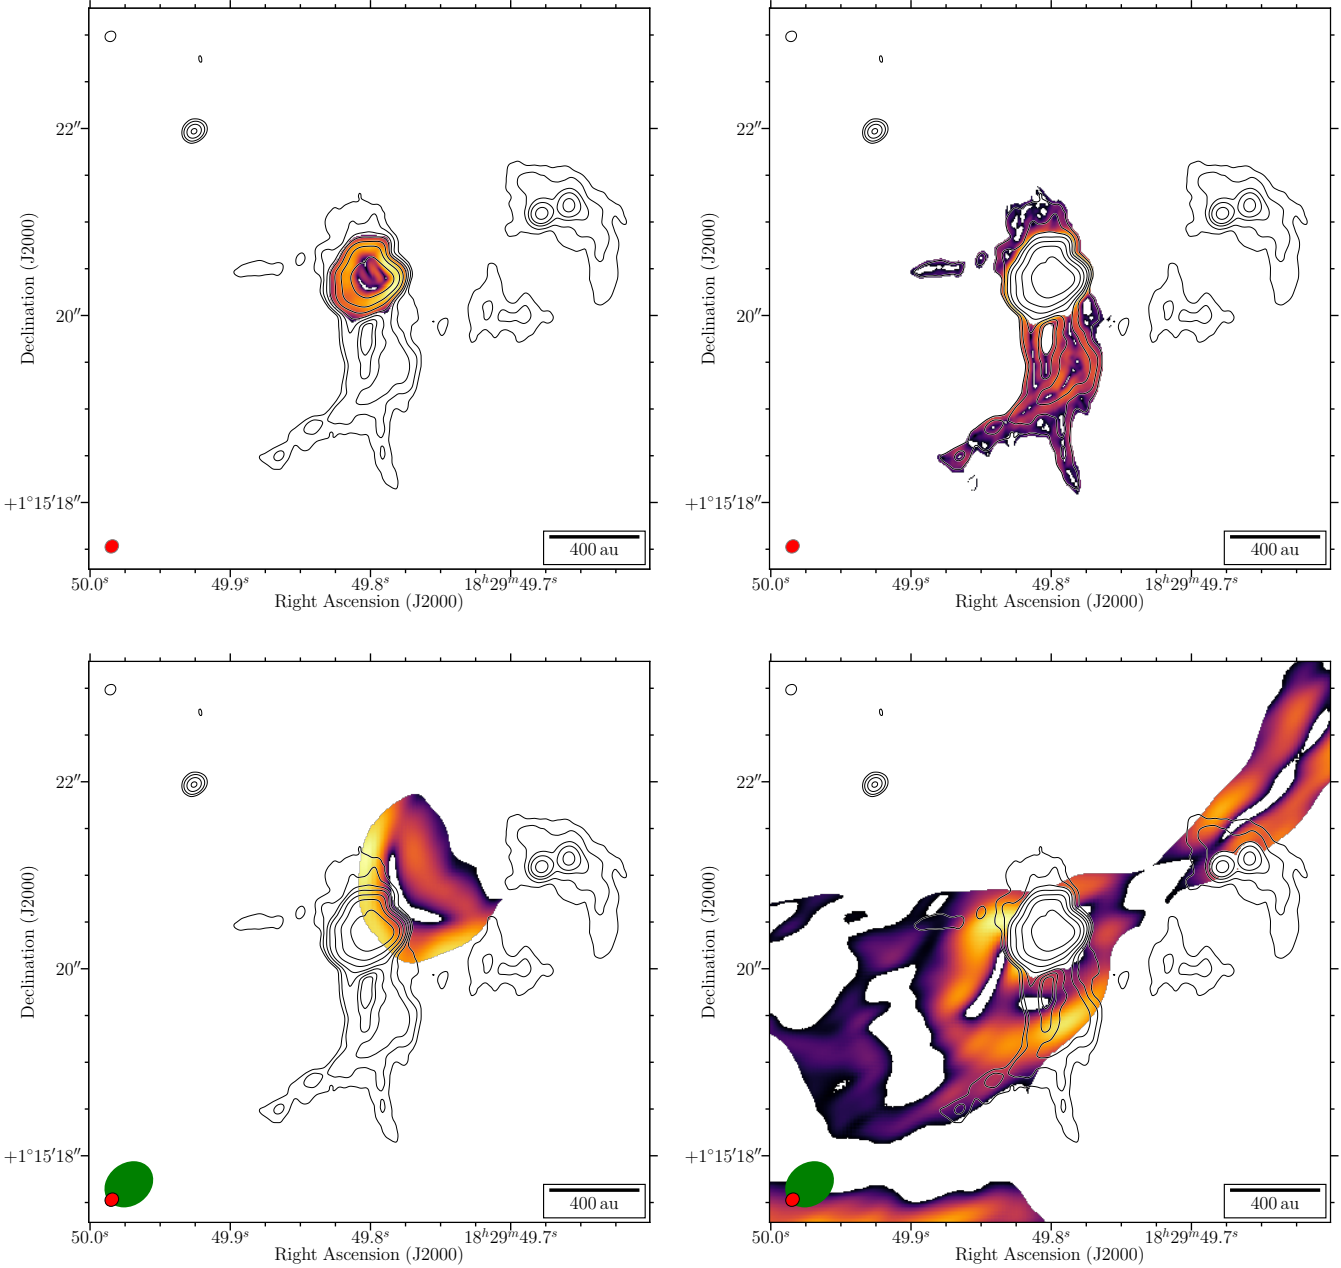 22″
20″
+1°15′18″
Declination (J2000)
400 au
50.0ˢ 49.9ˢ 49.8ˢ 18ʰ29ᵐ49.7ˢ
Right Ascension (J2000)
22″
20″
+1°15′18″
Declination (J2000)
400 au
50.0ˢ 49.9ˢ 49.8ˢ 18ʰ29ᵐ49.7ˢ
Right Ascension (J2000)
22″
20″
+1°15′18″
Declination (J2000)
400 au
50.0ˢ 49.9ˢ 49.8ˢ 18ʰ29ᵐ49.7ˢ
Right Ascension (J2000)
22″
20″
+1°15′18″
Declination (J2000)
400 au
50.0ˢ 49.9ˢ 49.8ˢ 18ʰ29ᵐ49.7ˢ
Right Ascension (J2000)